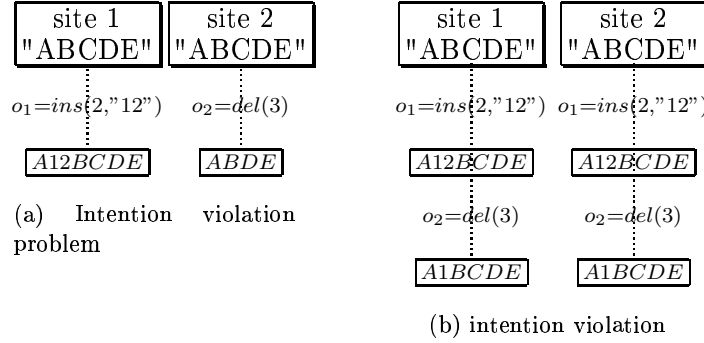 site 1
"ABCDE"
site 2
"ABCDE"
o1=ins(2,"12")
o2=del(3)
A12BCDE
ABDE
(a) Intention violation
problem
site 1
"ABCDE"
site 2
"ABCDE"
o1=ins(2,"12")
o1=ins(2,"12")
A12BCDE
A12BCDE
o2=del(3)
o2=del(3)
A1BCDE
A1BCDE
(b) intention violation